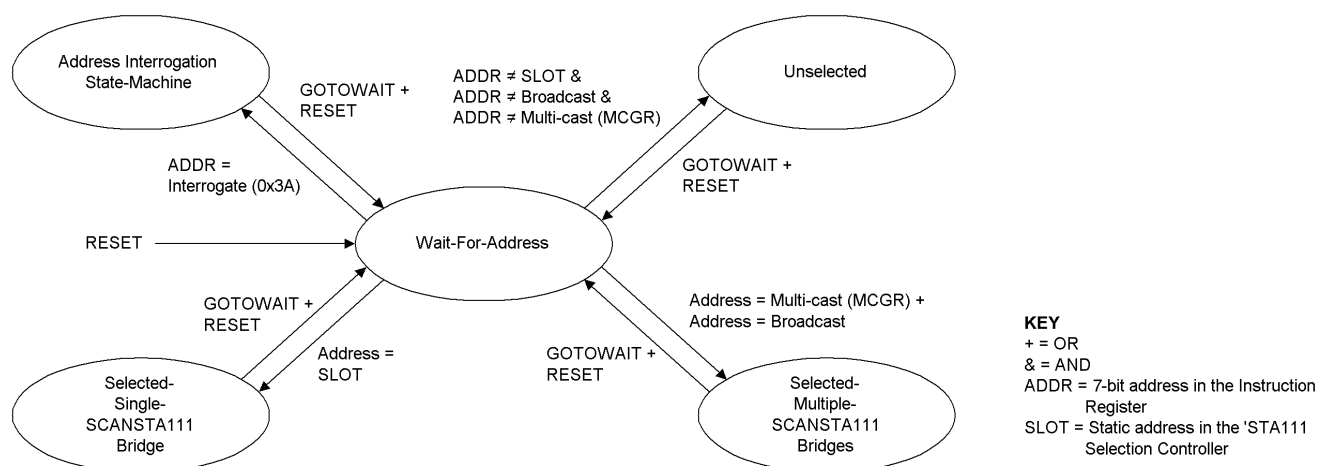 Address Interrogation
State-Machine
GOTOWAIT +
RESET
ADDR =
Interrogate (0x3A)
ADDR ≠ SLOT &
ADDR ≠ Broadcast &
ADDR ≠ Multi-cast (MCGR)
Unselected
GOTOWAIT +
RESET
RESET
Wait-For-Address
GOTOWAIT +
RESET
Address =
SLOT
Address = Multi-cast (MCGR) +
Address = Broadcast
GOTOWAIT +
RESET
Selected-
Single-
SCANSTA111
Bridge
Selected-
Multiple-
SCANSTA111
Bridges
KEY
+ = OR
& = AND
ADDR = 7-bit address in the Instruction
Register
SLOT = Static address in the 'STA111
Selection Controller